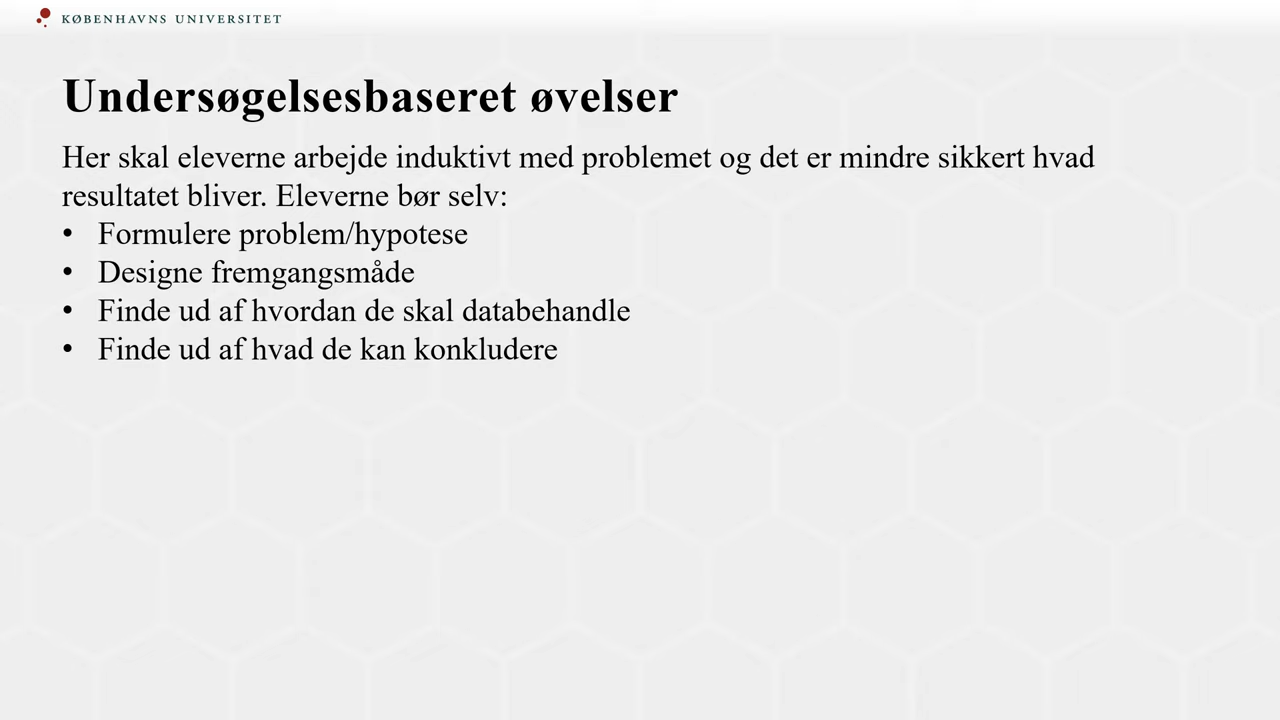 KØBENHAVNS UNIVERSITET
Undersøgelsesbaseret øvelser
Her skal eleverne arbejde induktivt med problemet og det er mindre sikkert hvad
resultatet bliver. Eleverne bør selv:
• Formulere problem/hypotese
• Designe fremgangsmåde
• Finde ud af hvordan de skal databehandle
• Finde ud af hvad de kan konkludere